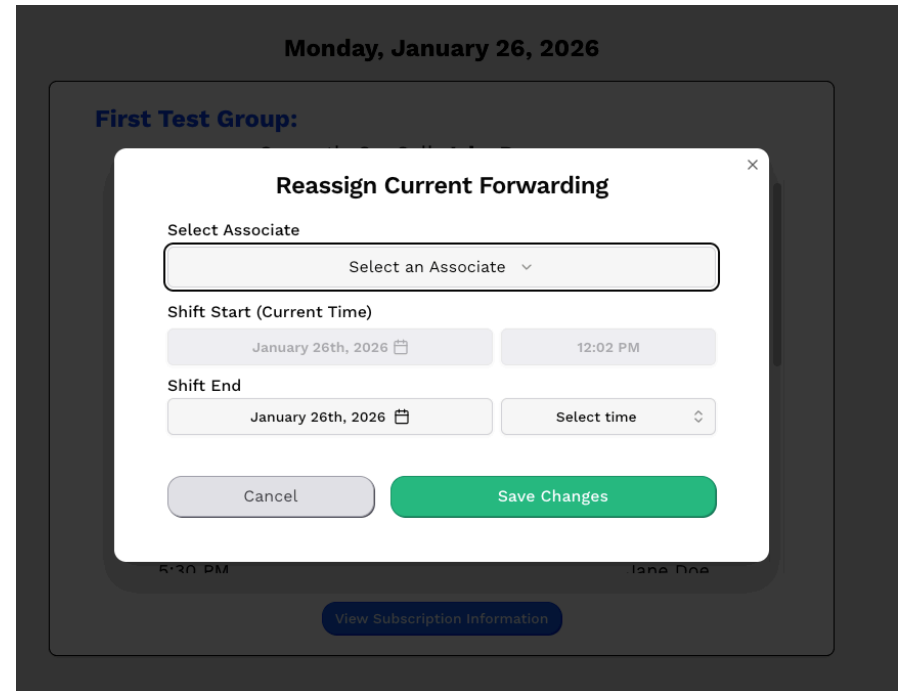 Monday, January 26, 2026
First Test Group:
Reassign Current Forwarding
Select Associate
Select an Associate
Shift Start (Current Time)
January 26th, 2026
12:02 PM
Shift End
January 26th, 2026
Select time
Cancel
Save Changes
5:30 PM
Jane Doe
View Subscription Information